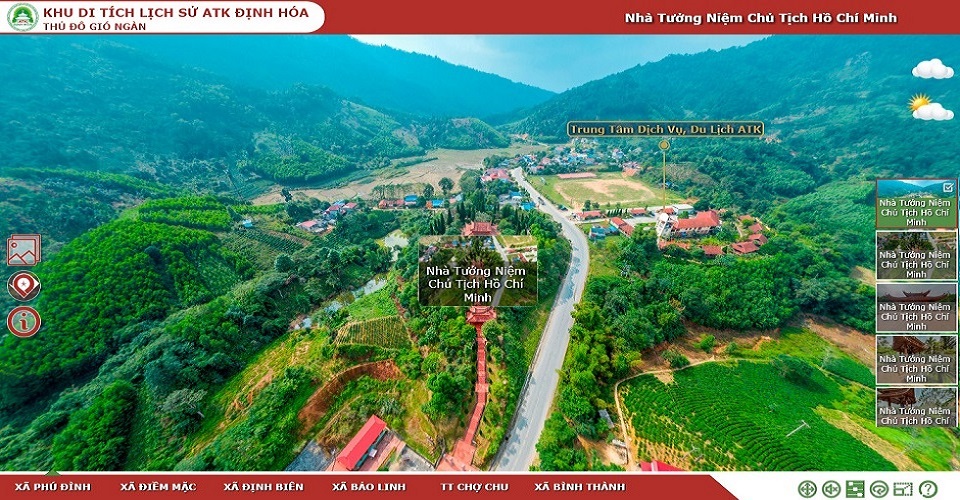 KHU DI TÍCH LỊCH SỬ ATK ĐỊNH HÓA
THỦ ĐÔ GIÓ NGÀN
Nhà Tưởng Niệm Chủ Tịch Hồ Chí Minh
Trung Tâm Dịch Vụ, Du Lịch ATK
Nhà Tưởng Niệm
Chủ Tịch Hồ Chí
Minh
Nhà Tưởng Niệm
Chủ Tịch Hồ Chí
Minh
Nhà Tưởng Niệm
Chủ Tịch Hồ Chí
Minh
Nhà Tưởng Niệm
Chủ Tịch Hồ Chí
Minh
Nhà Tưởng Niệm
Chủ Tịch Hồ Chí
Minh
Nhà Tưởng Niệm
Chủ Tịch Hồ Chí
XÃ PHÚ ĐÌNH
XÃ ĐIỀM MẶC
XÃ ĐỊNH BIÊN
XÃ BẢO LINH
TT CHỢ CHU
XÃ BÌNH THÀNH